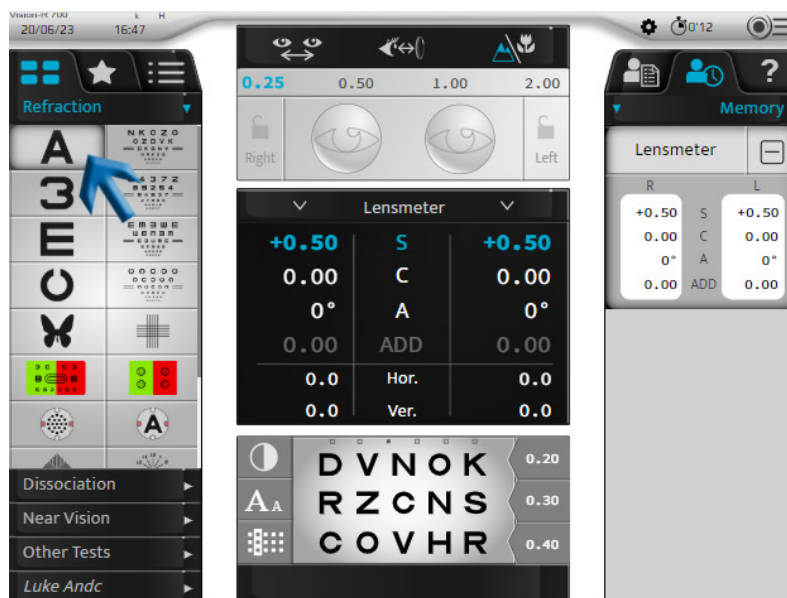 Vision-R 700
20/06/23 16:47
0'12
Refraction
A
NKCZO
OZDVK
3
E
A
Dissociation
Near Vision
Other Tests
Luke Andc
0.25 0.50 1.00 2.00
Right Left
Lensmeter
+0.50 S +0.50
0.00 C 0.00
0° A 0°
0.00 ADD 0.00
0.0 Hor. 0.0
0.0 Ver. 0.0
DVNOK 0.20
AA RZCNS 0.30
COVHR 0.40
?
Memory
Lensmeter
R L
+0.50 S +0.50
0.00 C 0.00
0° A 0°
0.00 ADD 0.00